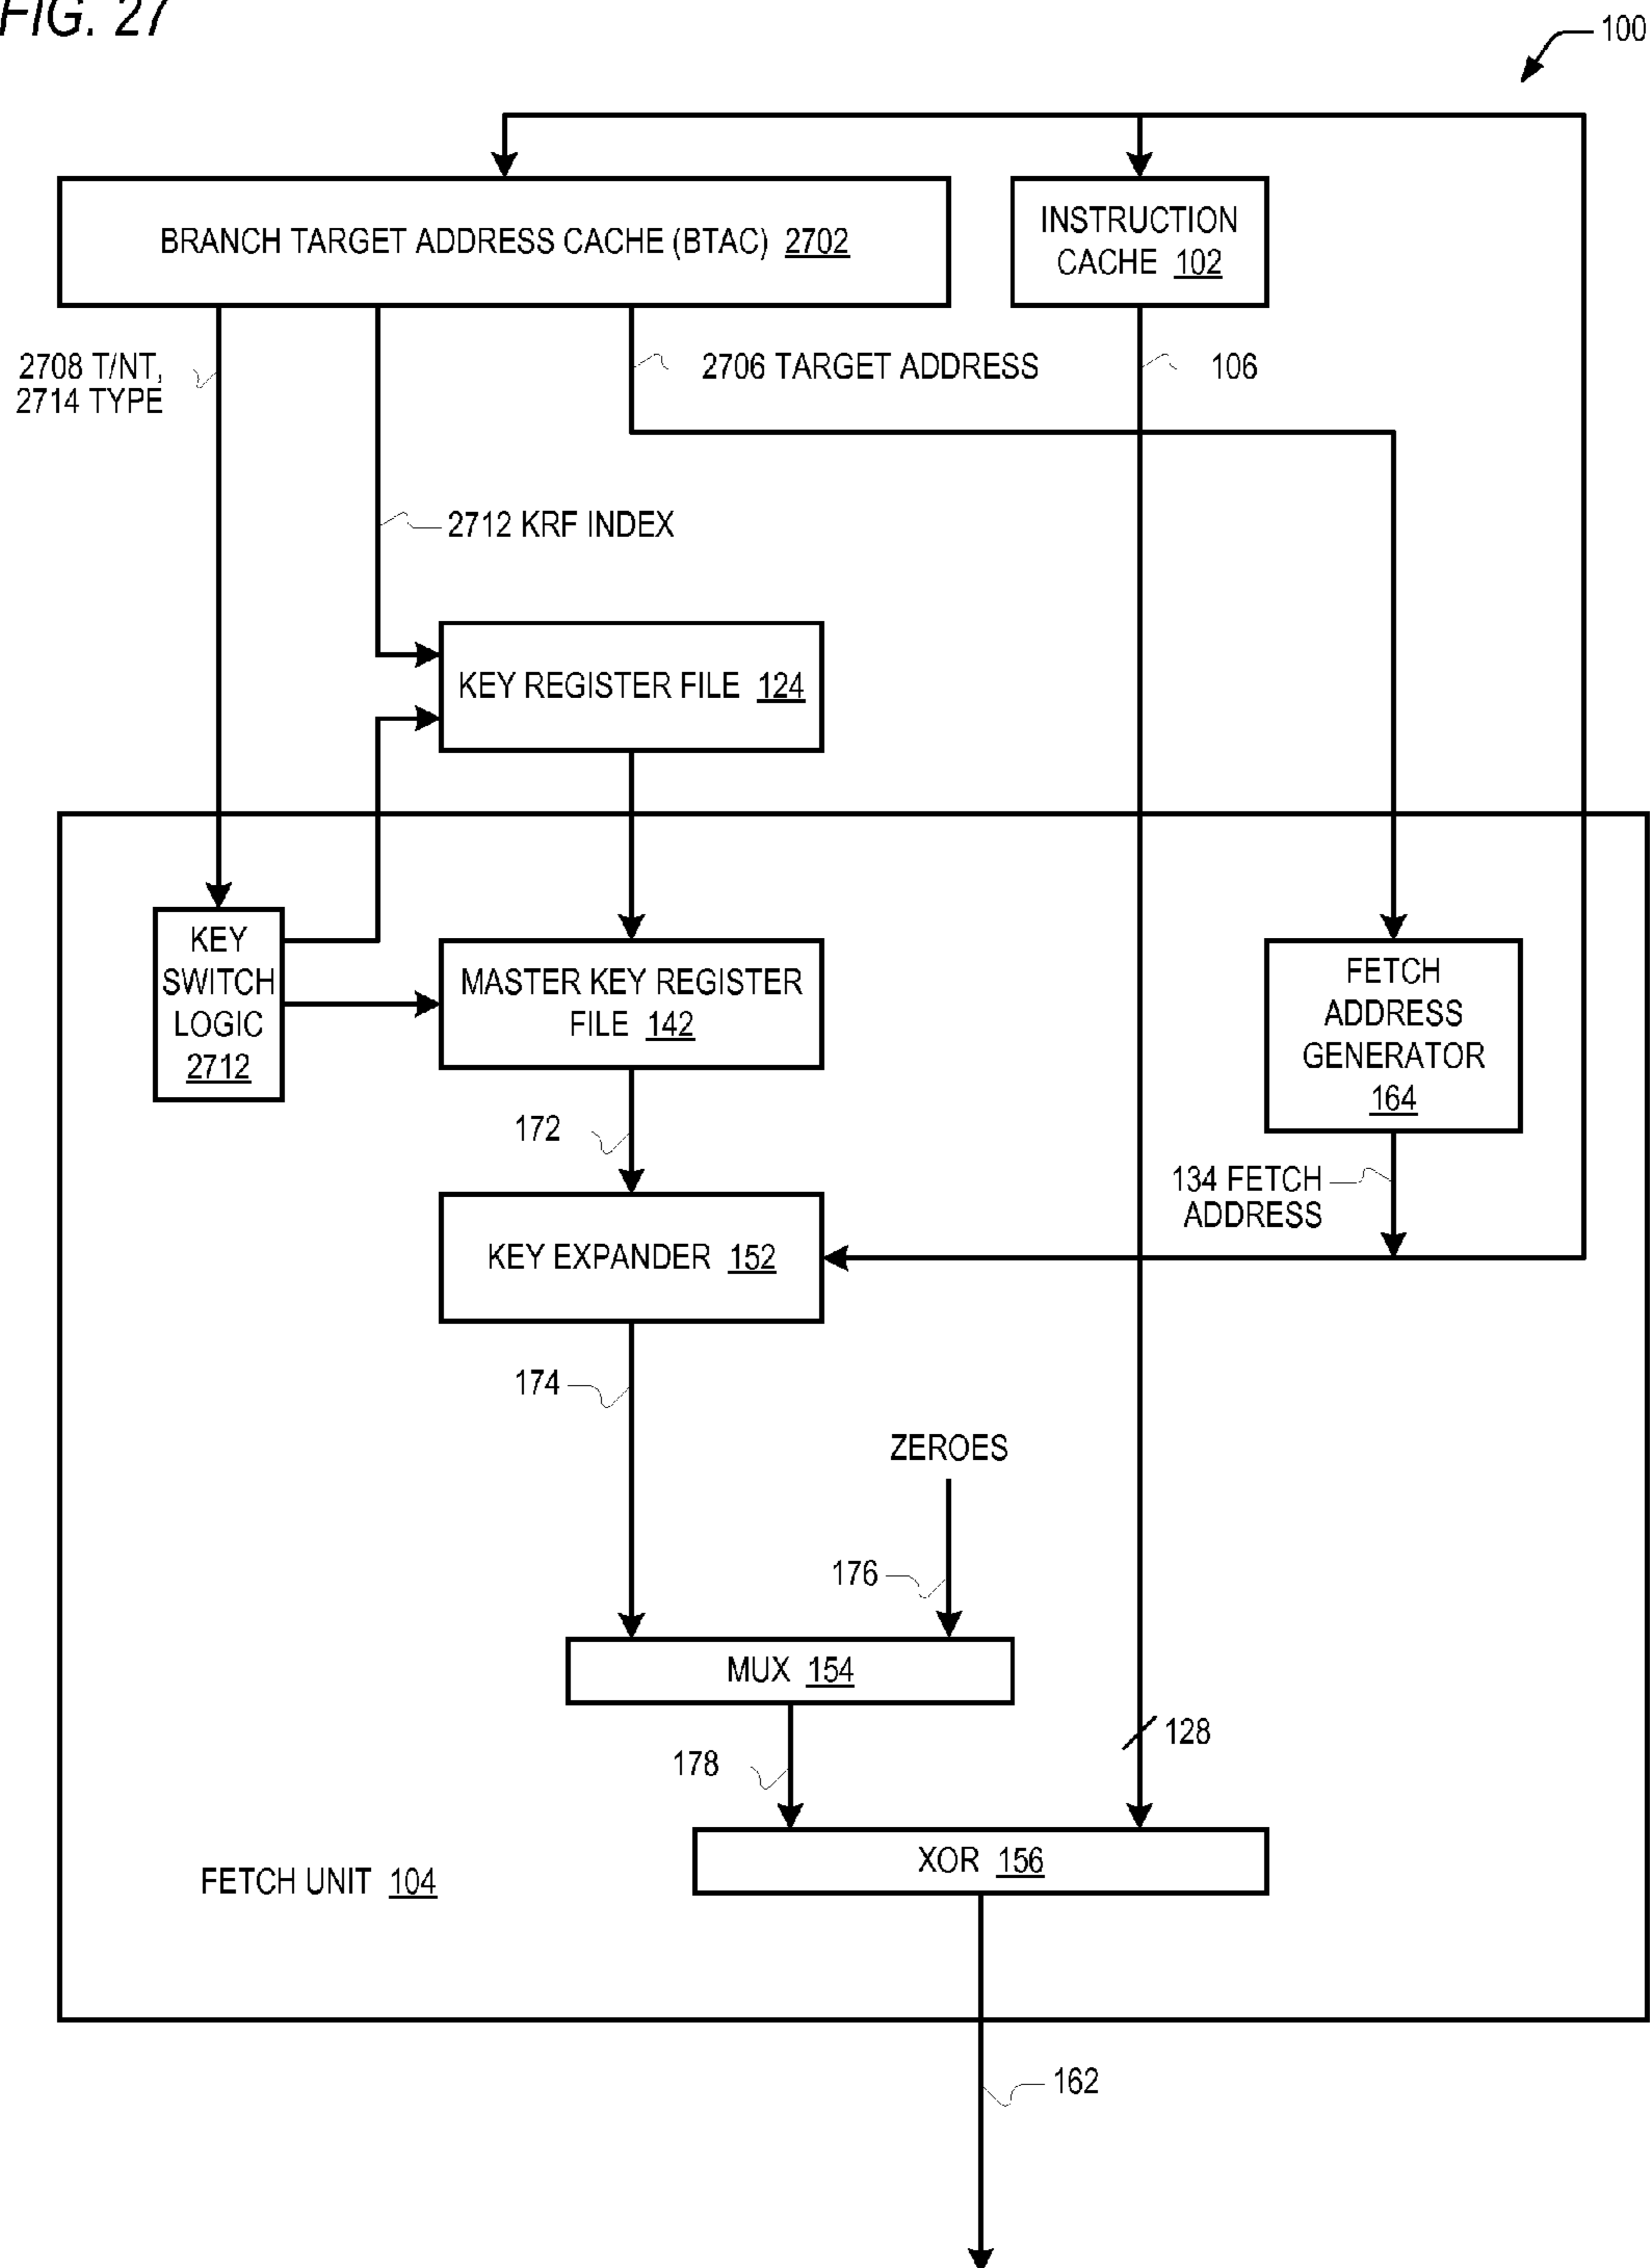 FIG. 27
100
BRANCH TARGET ADDRESS CACHE (BTAC) 2702
INSTRUCTION
CACHE 102
2708 T/NT,
2714 TYPE
2706 TARGET ADDRESS
106
2712 KRF INDEX
KEY REGISTER FILE 124
KEY
SWITCH
LOGIC
2712
MASTER KEY REGISTER
FILE 142
FETCH
ADDRESS
GENERATOR
164
172
134 FETCH
ADDRESS
KEY EXPANDER 152
174
ZEROES
176
MUX 154
128
178
XOR 156
FETCH UNIT 104
162